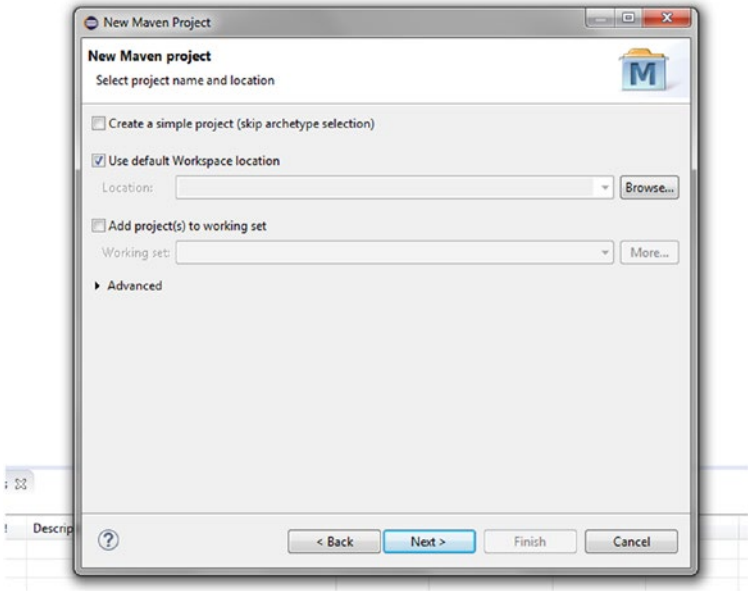 New Maven Project
New Maven project
Select project name and location
M
Create a simple project (skip archetype selection)
Use default Workspace location
Location: Browse...
Add project(s) to working set
Working set: More...
Advanced
s
! Descrip
? < Back Next > Finish Cancel